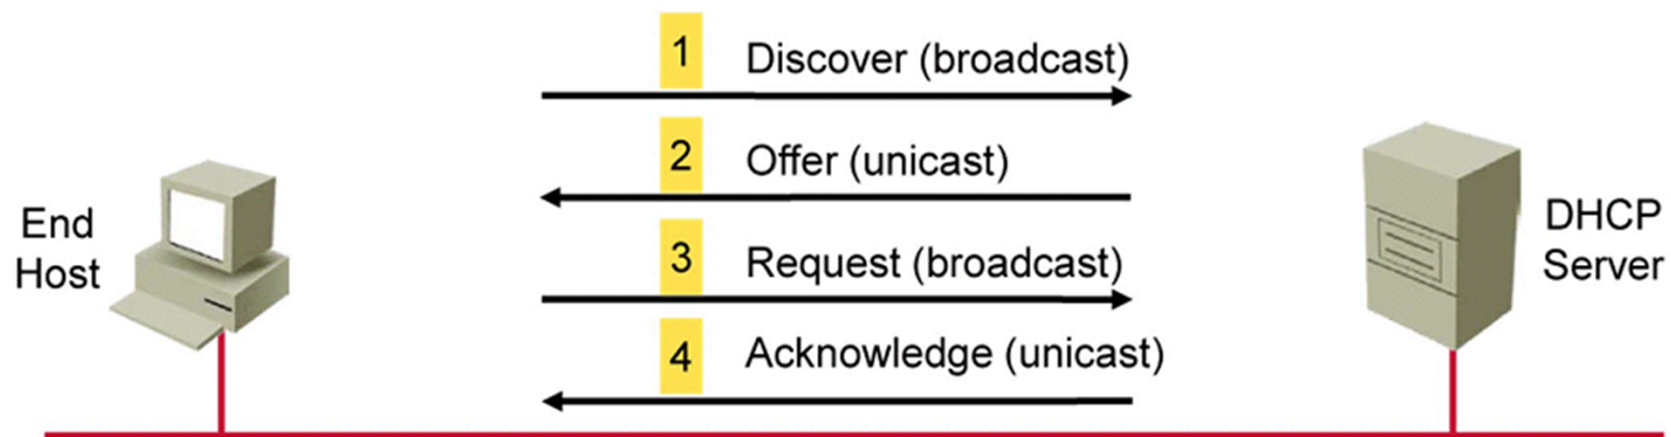 1 Discover (broadcast)
2 Offer (unicast)
3 Request (broadcast)
4 Acknowledge (unicast)
End
Host
DHCP
Server